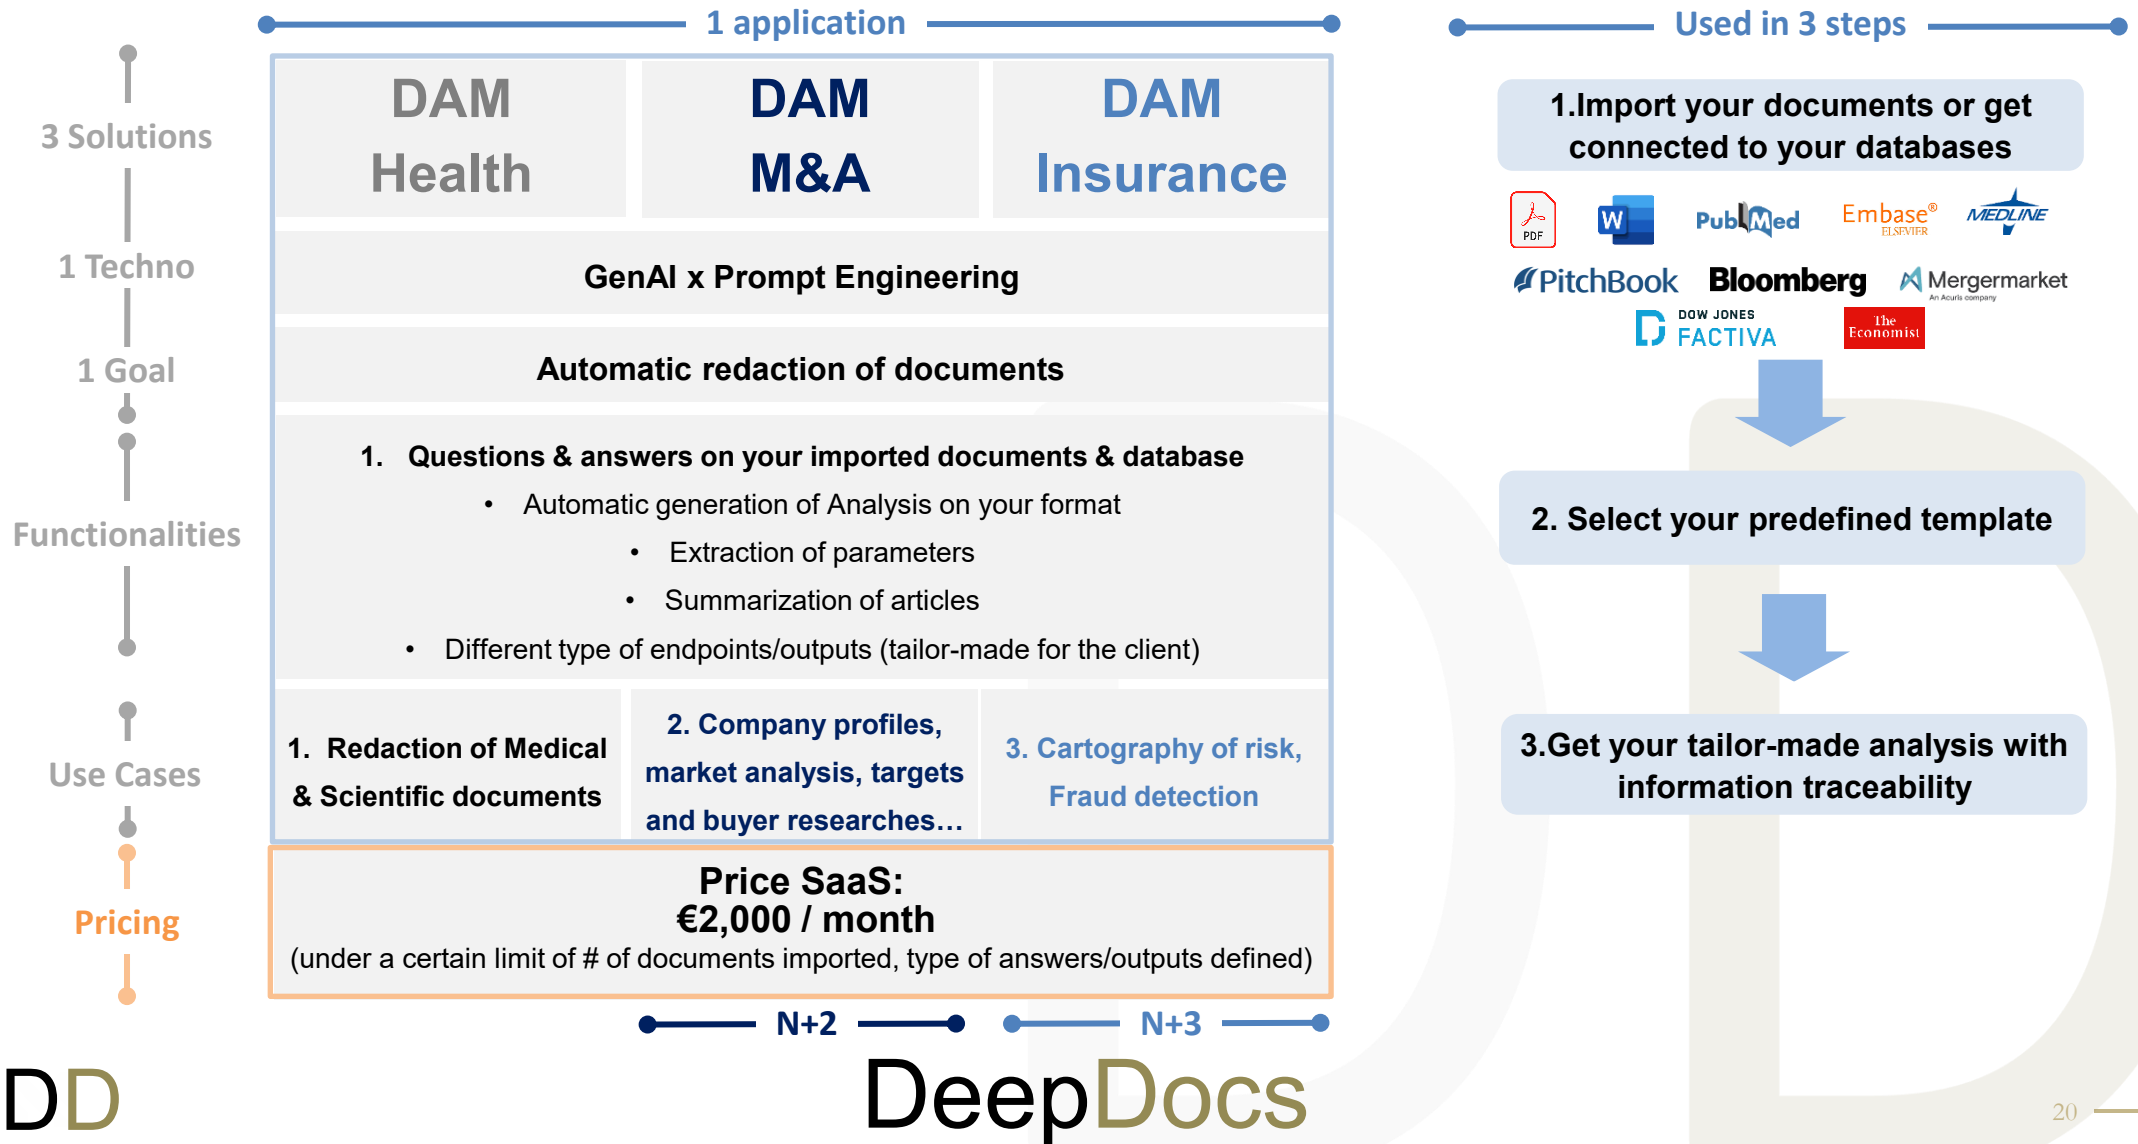 1 application
Used in 3 steps
3 Solutions
1 Techno
1 Goal
Functionalities
Use Cases
Pricing
DAM
Health
DAM
M&A
DAM
Insurance
GenAI x Prompt Engineering
Automatic redaction of documents
1. Questions & answers on your imported documents & database
• Automatic generation of Analysis on your format
• Extraction of parameters
• Summarization of articles
• Different type of endpoints/outputs (tailor-made for the client)
1. Redaction of Medical
& Scientific documents
2. Company profiles,
market analysis, targets
and buyer researches…
3. Cartography of risk,
Fraud detection
Price SaaS:
€2,000 / month
(under a certain limit of # of documents imported, type of answers/outputs defined)
N+2
N+3
1.Import your documents or get
connected to your databases
PDF
W
PubMed
Embase®
ELSEVIER
MEDLINE
PitchBook
Bloomberg
Mergermarket
An Acuris company
DOW JONES
FACTIVA
The
Economist
2. Select your predefined template
3.Get your tailor-made analysis with
information traceability
DD
DeepDocs
20